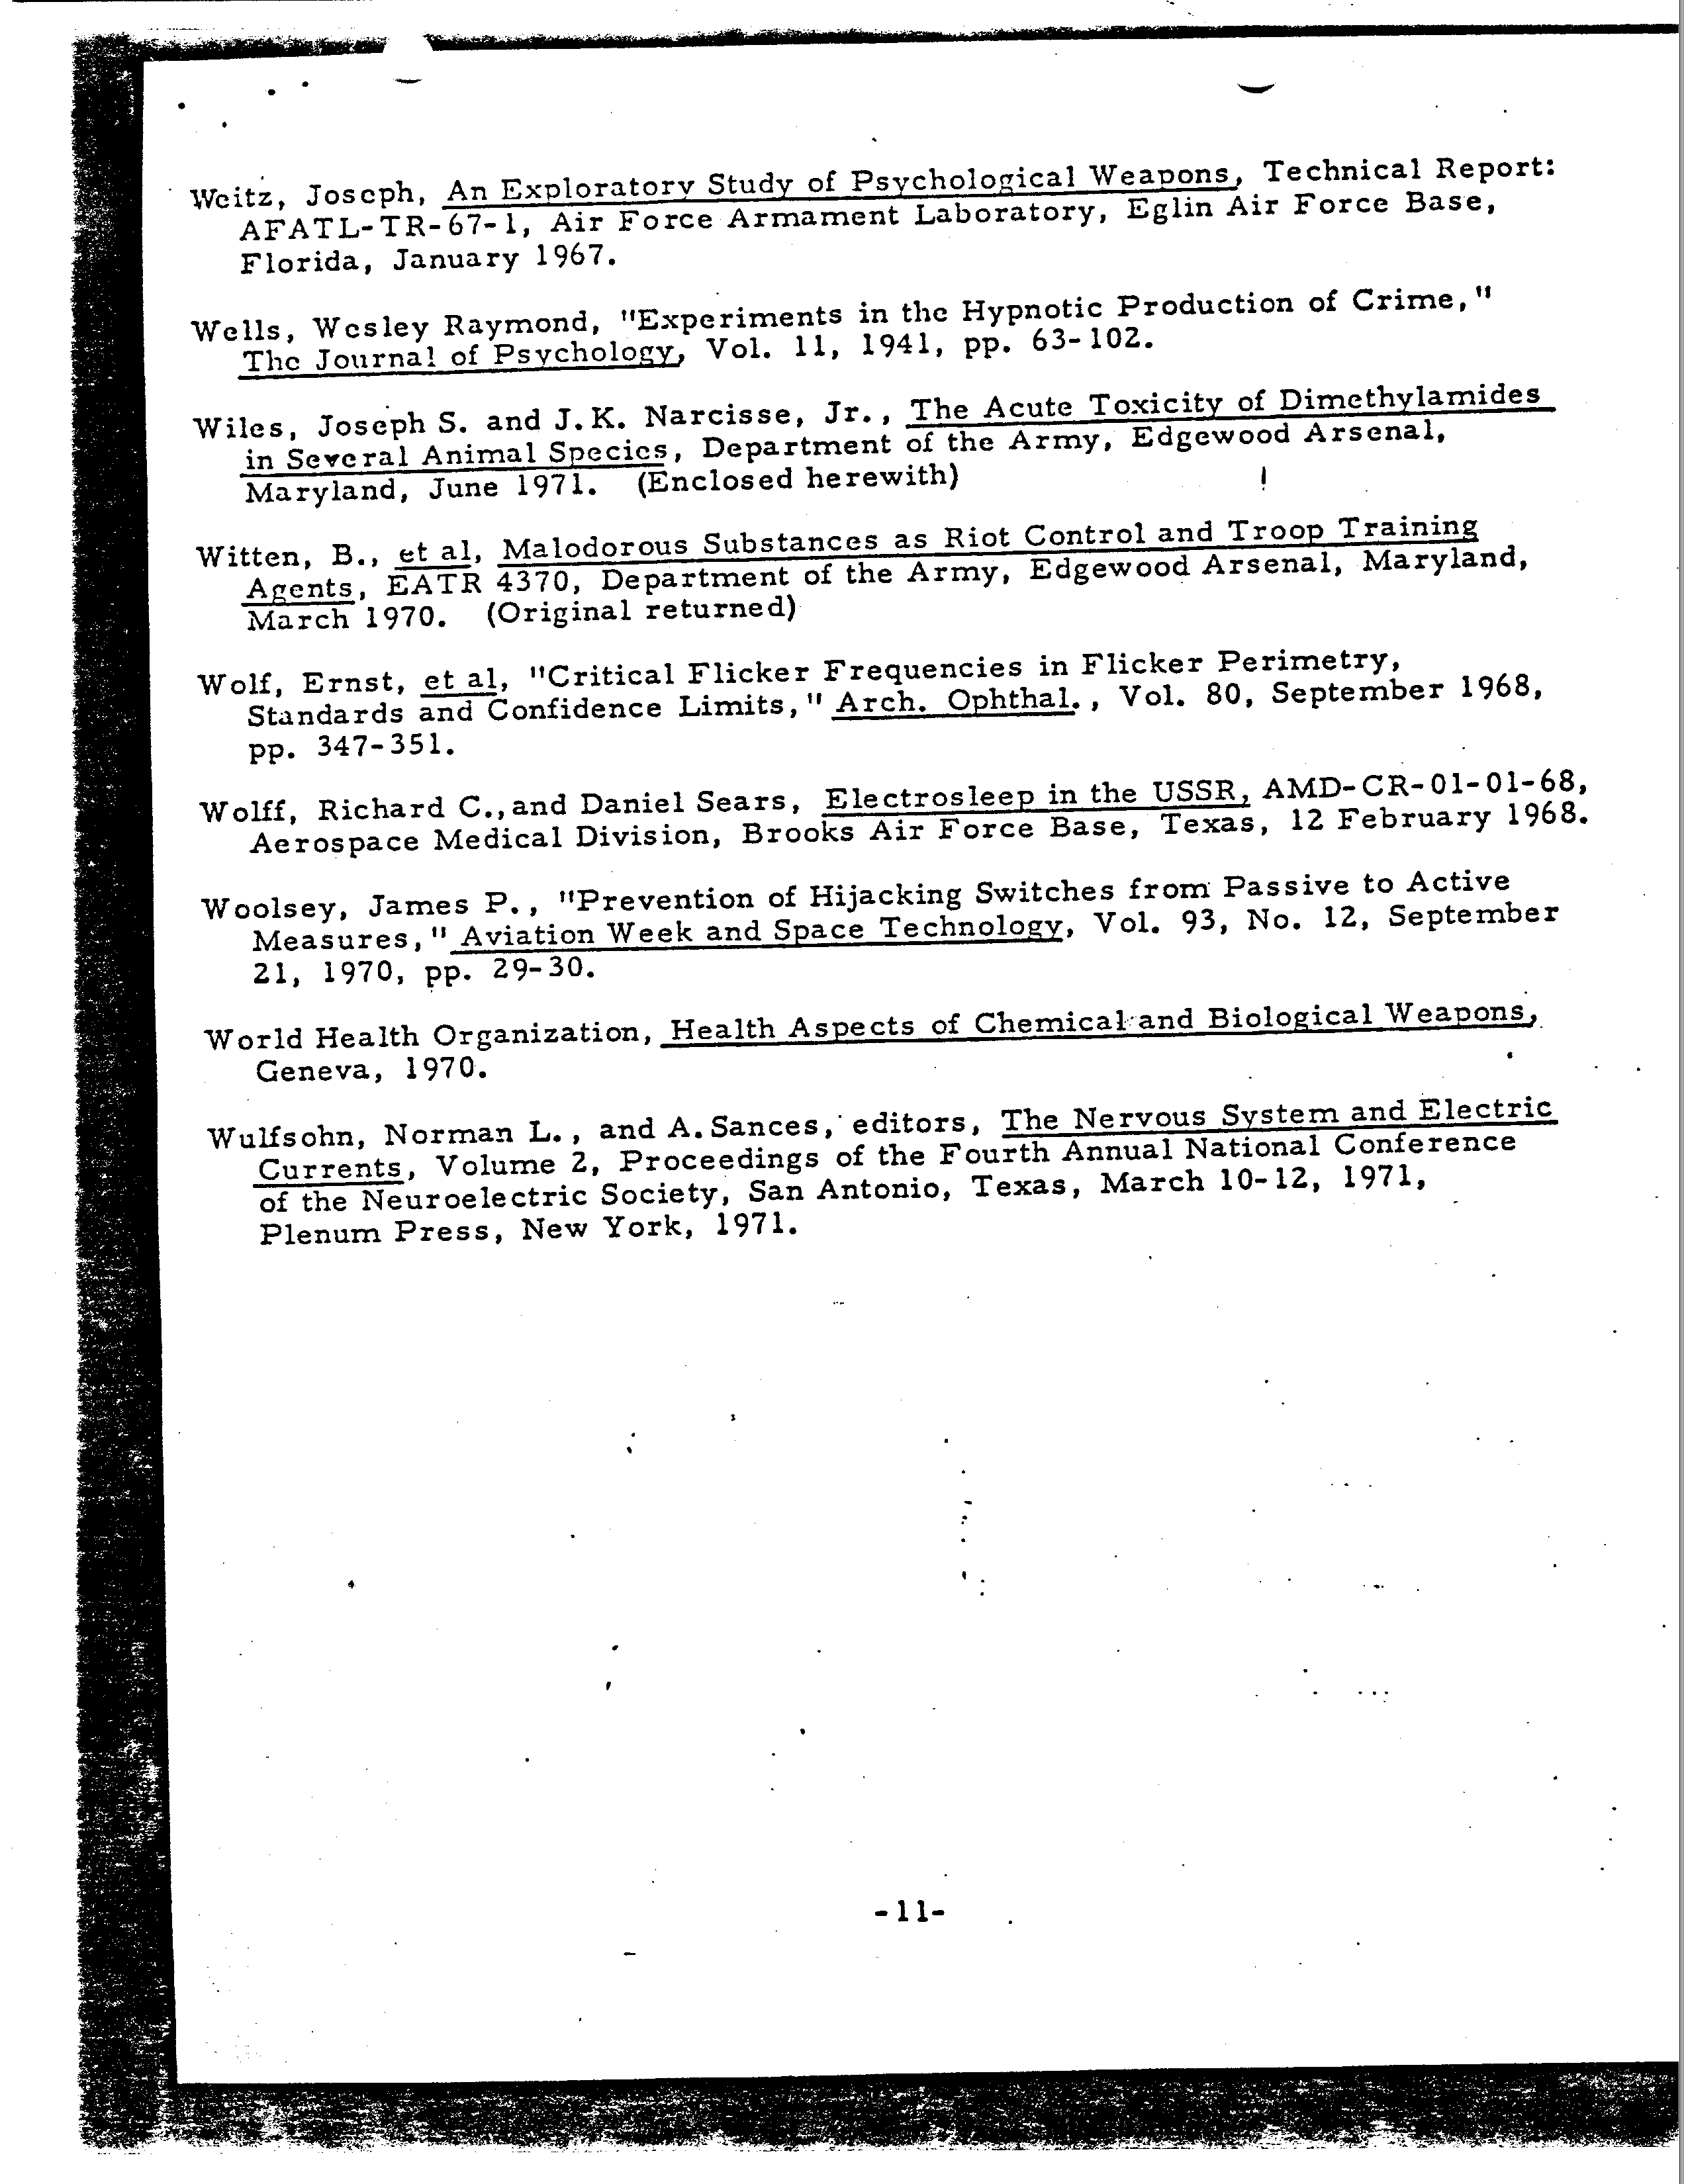 Weitz, Joseph, An Exploratory Study of Psychological Weapons, Technical Report:
AFATL-TR-67-1, Air Force Armament Laboratory, Eglin Air Force Base,
Florida, January 1967.
Wells, Wesley Raymond, "Experiments in the Hypnotic Production of Crime,"
The Journal of Psychology, Vol. 11, 1941, pp. 63-102.
Wiles, Joseph S. and J.K. Narcisse, Jr., The Acute Toxicity of Dimethylamides
in Several Animal Species, Department of the Army, Edgewood Arsenal,
Maryland, June 1971. (Enclosed herewith)
Witten, B., et al, Malodorous Substances as Riot Control and Troop Training
Agents, EATR 4370, Department of the Army, Edgewood Arsenal, Maryland,
March 1970. (Original returned)
Wolf, Ernst, et al, "Critical Flicker Frequencies in Flicker Perimetry,
Standards and Confidence Limits," Arch. Ophthal., Vol. 80, September 1968,
pp. 347-351.
Wolff, Richard C., and Daniel Sears, Electrosleep in the USSR, AMD-CR-01-01-68,
Aerospace Medical Division, Brooks Air Force Base, Texas, 12 February 1968.
Woolsey, James P., "Prevention of Hijacking Switches from Passive to Active
Measures," Aviation Week and Space Technology, Vol. 93, No. 12, September
21, 1970, pp. 29-30.
World Health Organization, Health Aspects of Chemical and Biological Weapons,
Geneva, 1970.
Wulfsohn, Norman L., and A. Sances, editors, The Nervous System and Electric
Currents, Volume 2, Proceedings of the Fourth Annual National Conference
of the Neuroelectric Society, San Antonio, Texas, March 10-12, 1971,
Plenum Press, New York, 1971.
-11-